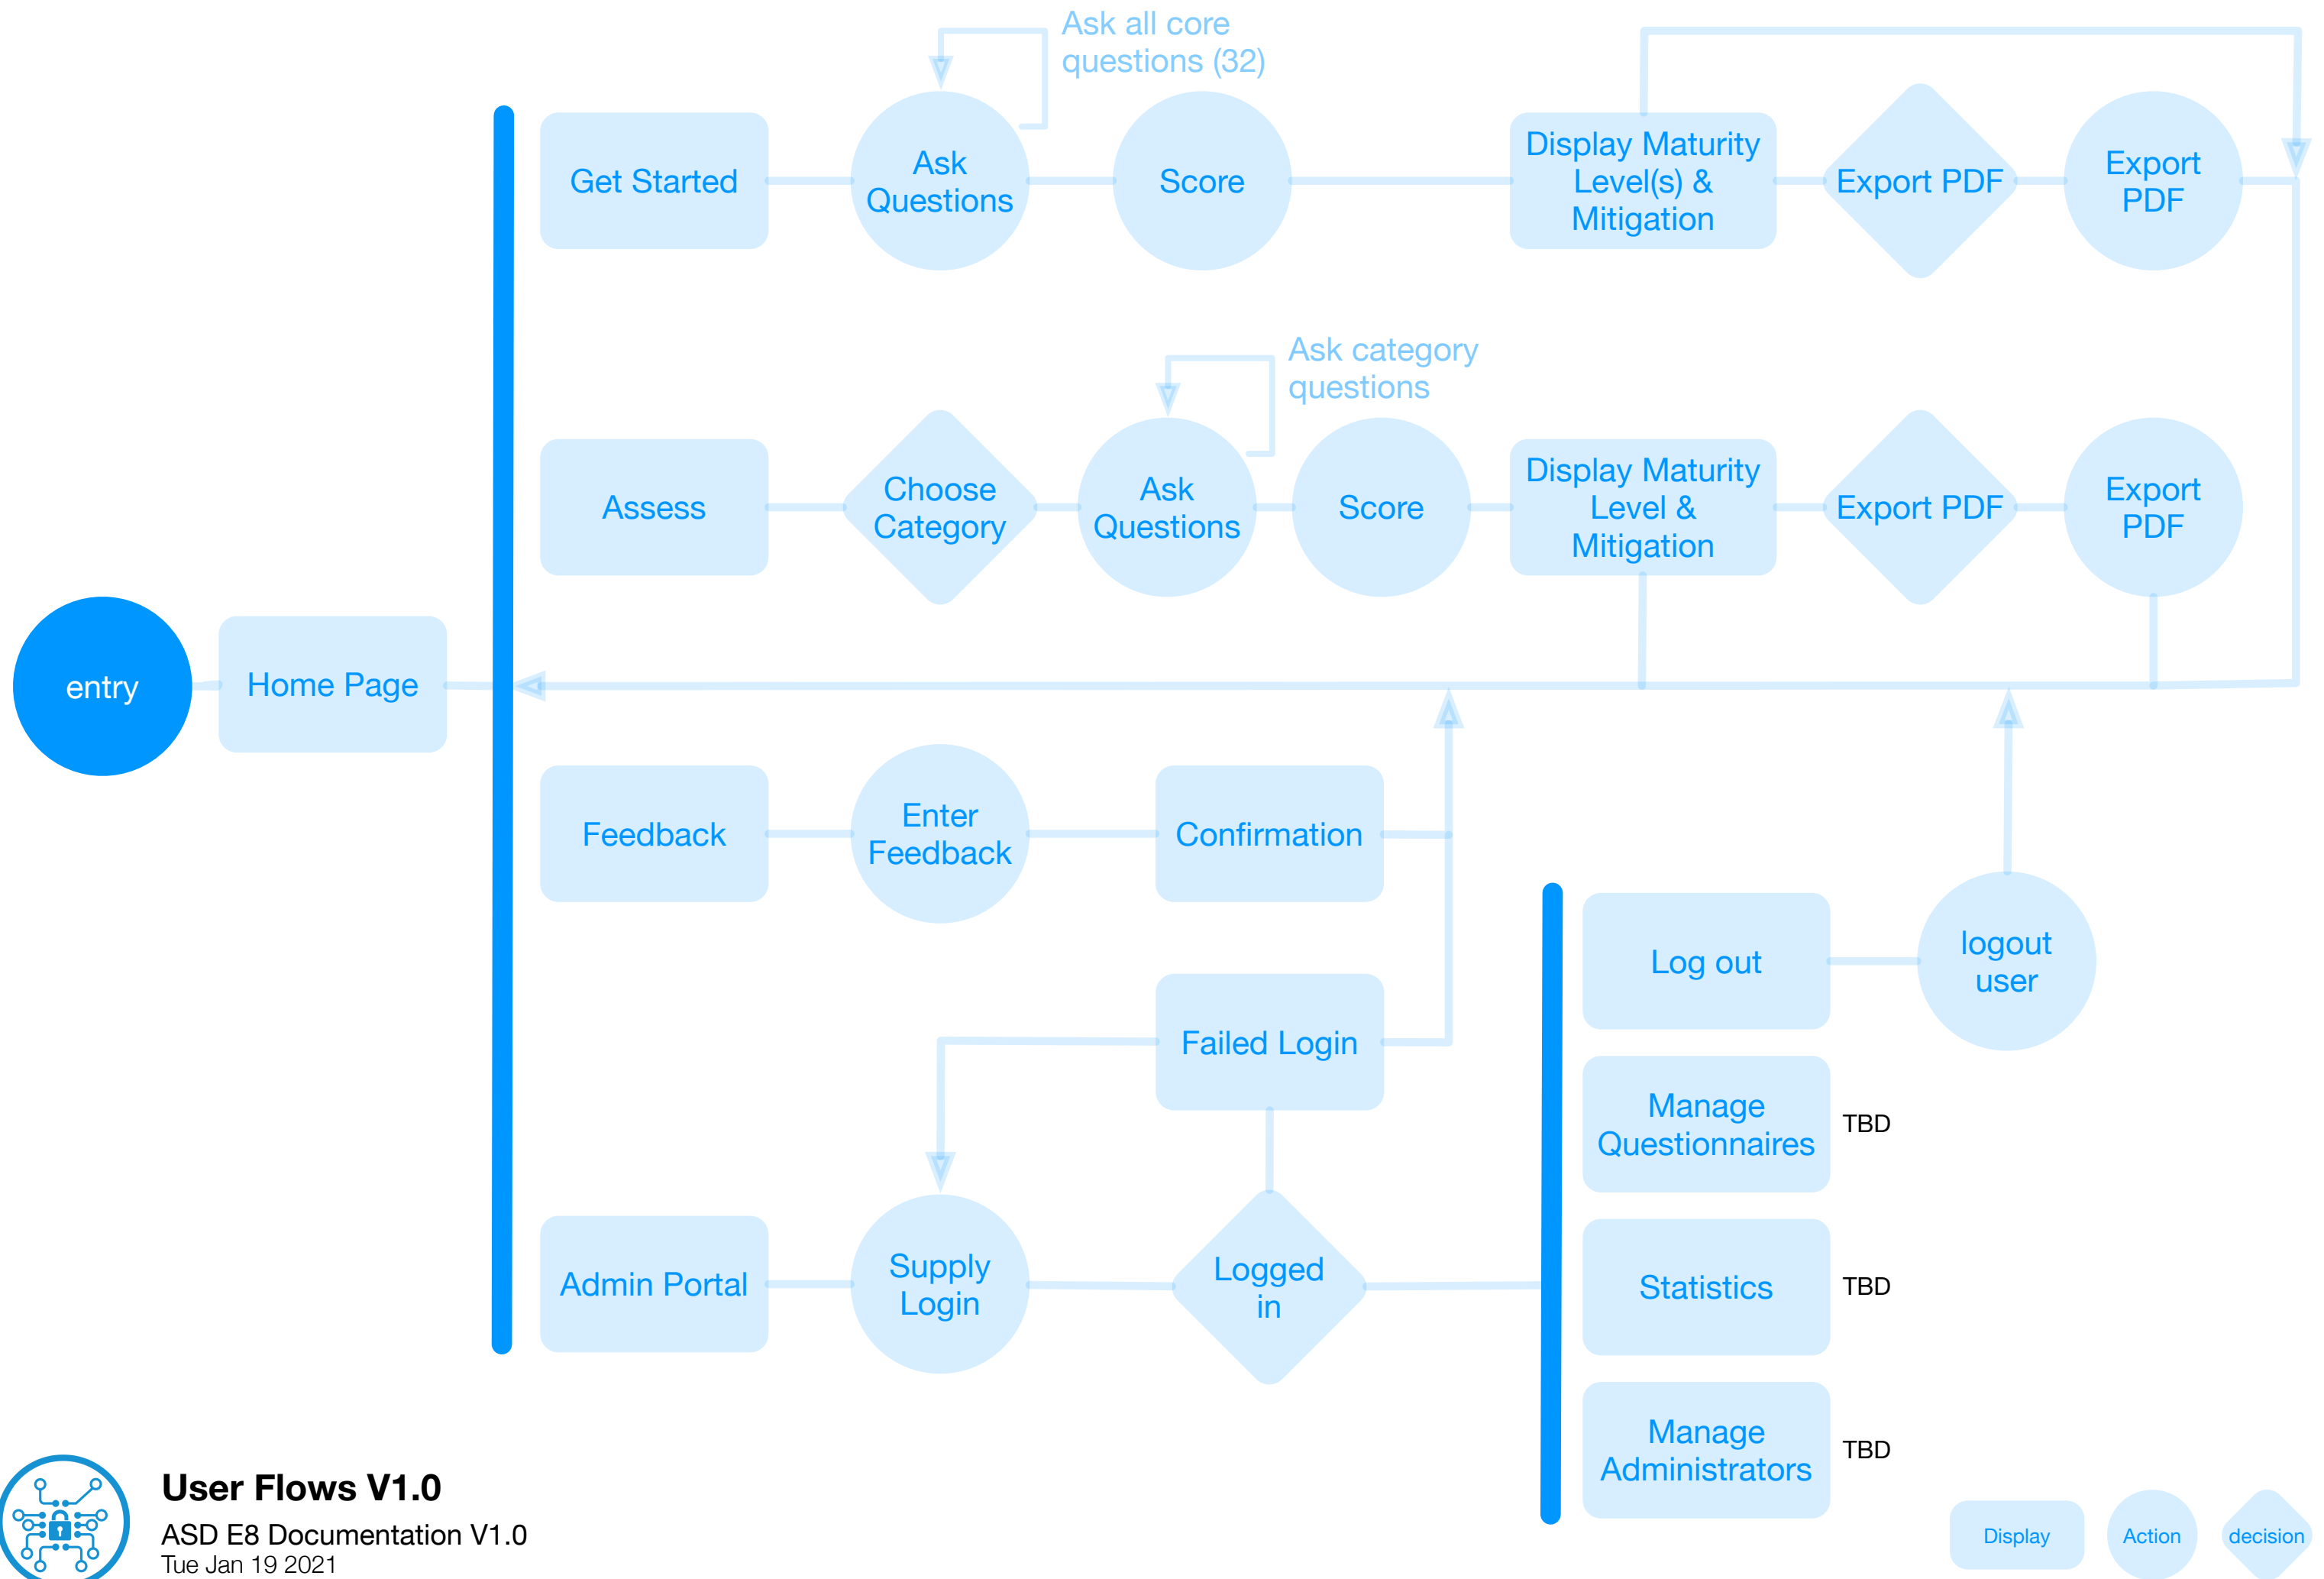 Ask all core
questions (32)
Get Started
Ask
Questions
Score
Display Maturity
Level(s) &
Mitigation
Export PDF
Export
PDF
Ask category
questions
Assess
Choose
Category
Ask
Questions
Score
Display Maturity
Level &
Mitigation
Export PDF
Export
PDF
entry
Home Page
Feedback
Enter
Feedback
Confirmation
Log out
logout
user
Failed Login
Manage
Questionnaires
TBD
Admin Portal
Supply
Login
Logged
in
Statistics
TBD
Manage
Administrators
TBD
User Flows V1.0
ASD E8 Documentation V1.0
Tue Jan 19 2021
Display
Action
decision